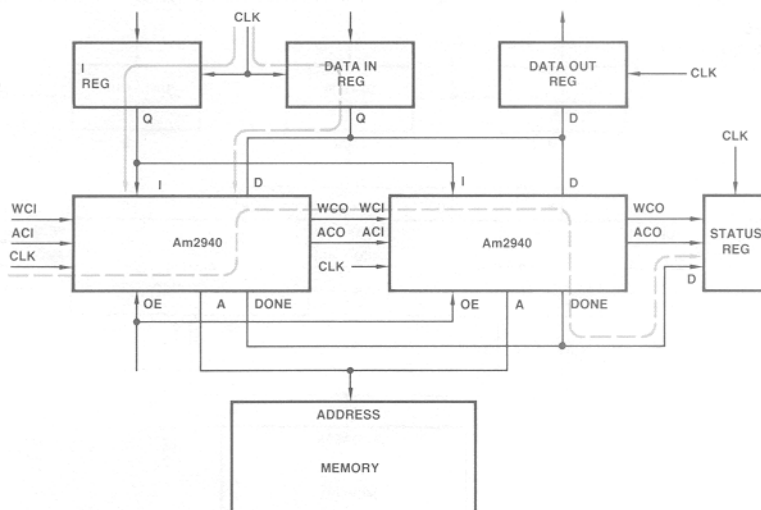 CLK
I
REG
DATA IN
REG
DATA OUT
REG
CLK
Q
Q
D
CLK
I
D
I
D
WCI
ACI
CLK
Am2940
WCO
ACO
WCI
ACI
CLK
Am2940
WCO
ACO
STATUS
REG
D
OE
A
DONE
OE
A
DONE
ADDRESS
MEMORY